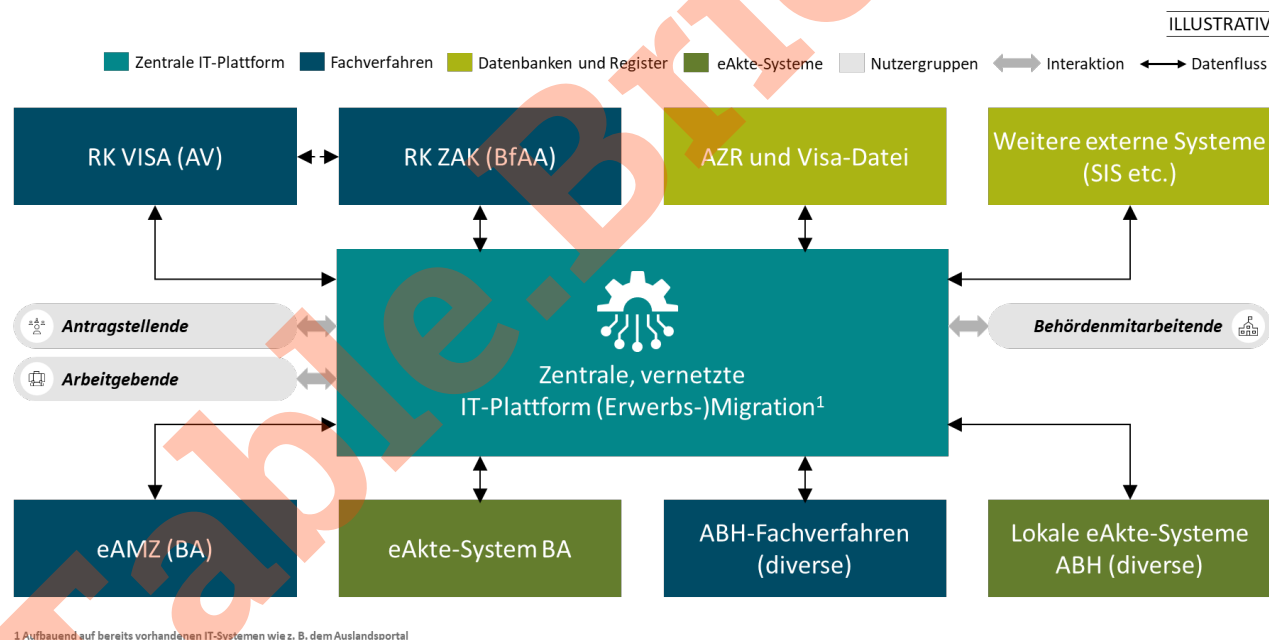 ILLUSTRATIV
Zentrale IT-Plattform Fachverfahren Datenbanken und Register eAkte-Systeme Nutzergruppen Interaktion Datenfluss
RK VISA (AV)
RK ZAK (BfAA)
AZR und Visa-Datei
Weitere externe Systeme
(SIS etc.)
Antragstellende
Arbeitgebende
Behördenmitarbeitende
Zentrale, vernetzte
IT-Plattform (Erwerbs-)Migration¹
eAMZ (BA)
eAkte-System BA
ABH-Fachverfahren
(diverse)
Lokale eAkte-Systeme
ABH (diverse)
1 Aufbauend auf bereits vorhandenen IT-Systemen wie z. B. dem Auslandsportal
Table.Brie